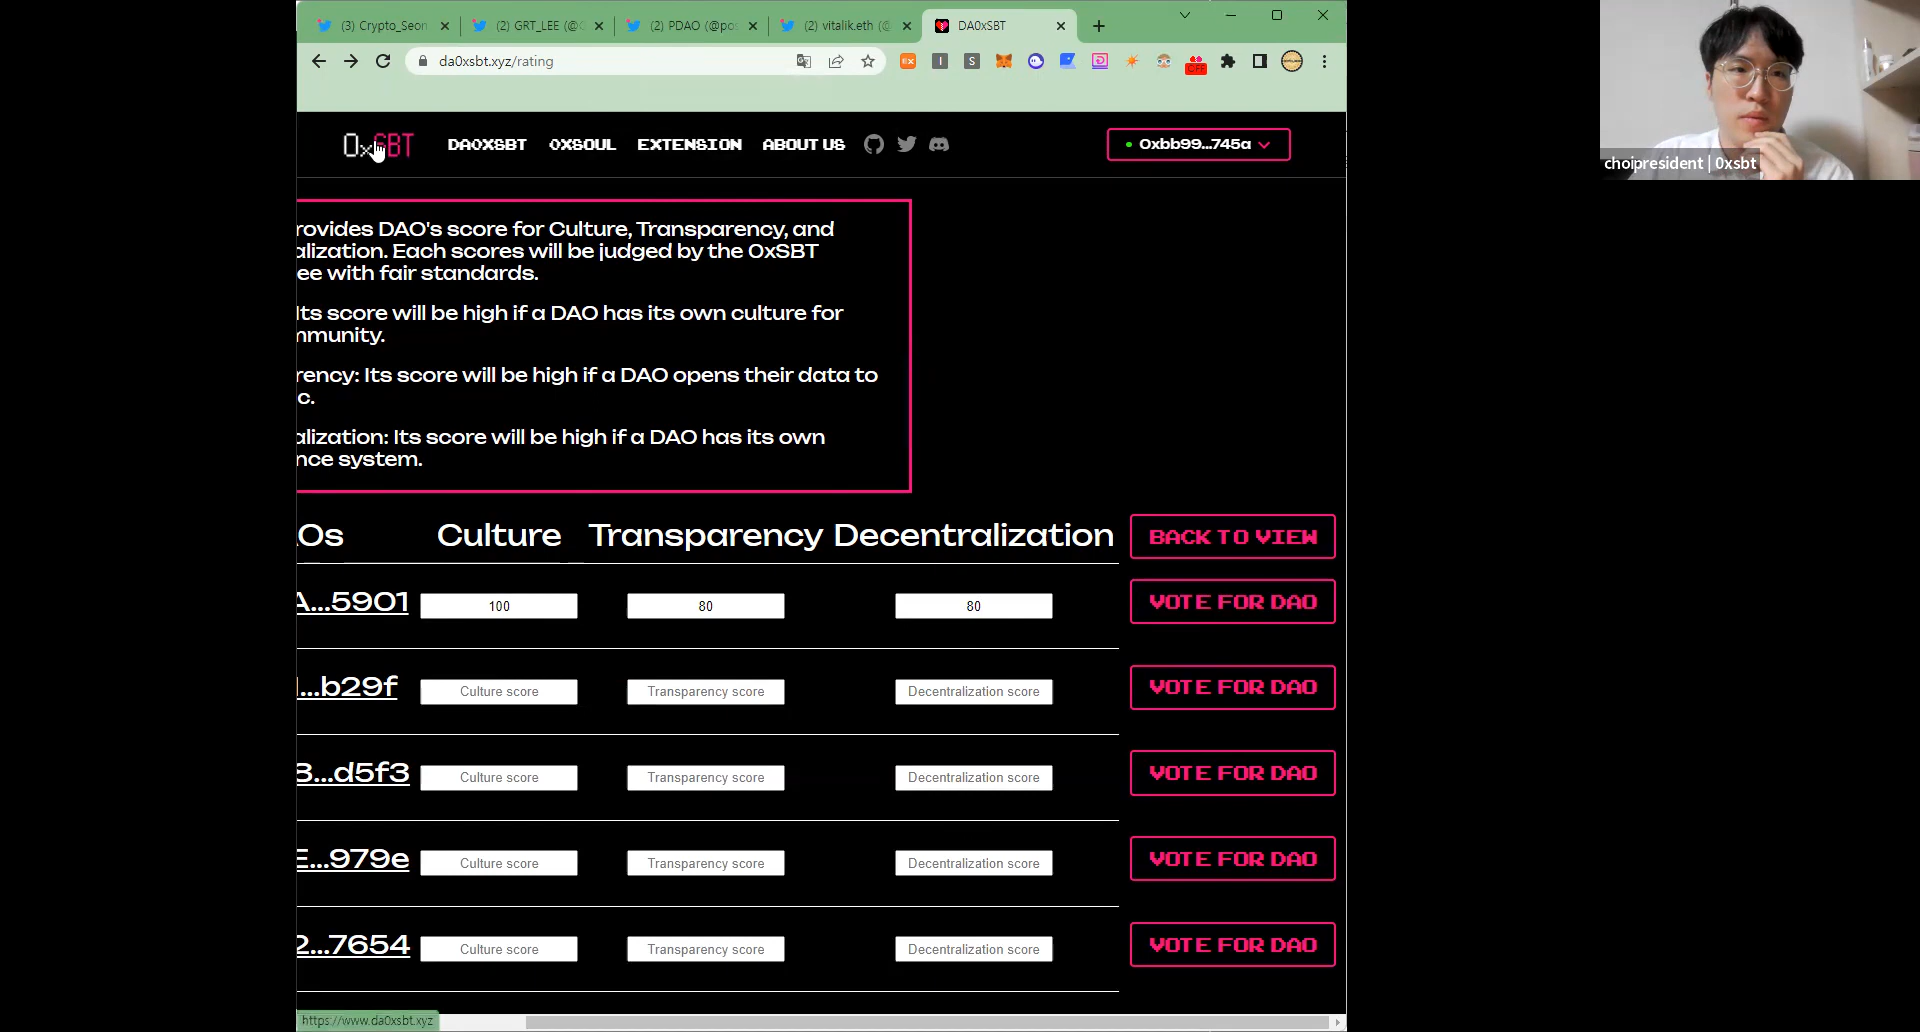 (3) Crypto_Seon
(2) GRT_LEE (@
(2) PDAO (@pos
(2) vitalik.eth (@
DA0xSBT
da0xsbt.xyz/rating
0xSBT
DA0XSBT
0XSOUL
EXTENSION
ABOUT US
0xbb99...745a
rovides DAO's score for Culture, Transparency, and
alization. Each scores will be judged by the 0xSBT
ee with fair standards.
Its score will be high if a DAO has its own culture for
mmunity.
rency: Its score will be high if a DAO opens their data to
c.
alization: Its score will be high if a DAO has its own
nce system.
Os Culture Transparency Decentralization BACK TO VIEW
A...5901 100 80 80 VOTE FOR DAO
...b29f Culture score Transparency score Decentralization score VOTE FOR DAO
3...d5f3 Culture score Transparency score Decentralization score VOTE FOR DAO
E...979e Culture score Transparency score Decentralization score VOTE FOR DAO
2...7654 Culture score Transparency score Decentralization score VOTE FOR DAO
https://www.da0xsbt.xyz
choipresident | 0xsbt